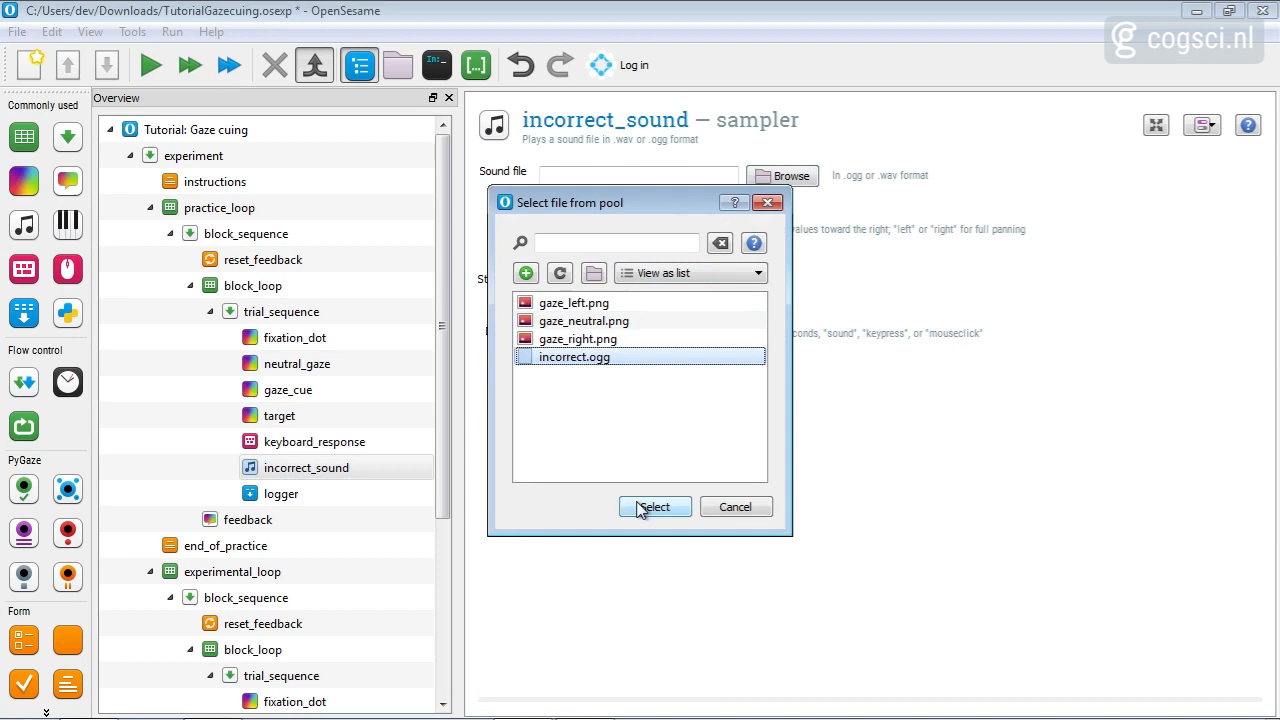 C:/Users/dev/Downloads/TutorialGazecuing.osexp * - OpenSesame
cogsci.nl
File Edit View Tools Run Help
In:_
[...]
Log in
Commonly used
Overview
Tutorial: Gaze cuing
experiment
instructions
practice_loop
block_sequence
reset_feedback
block_loop
trial_sequence
fixation_dot
neutral_gaze
gaze_cue
target
keyboard_response
incorrect_sound
logger
feedback
end_of_practice
experimental_loop
block_sequence
reset_feedback
block_loop
trial_sequence
fixation_dot
Flow control
PyGaze
Form
incorrect_sound — sampler
Plays a sound file in .wav or .ogg format
Sound file
Browse
In .ogg or .wav format
values toward the right; "left" or "right" for full panning
St
conds, "sound", "keypress", or "mouseclick"
Select file from pool
View as list
gaze_left.png
gaze_neutral.png
gaze_right.png
incorrect.ogg
Select
Cancel